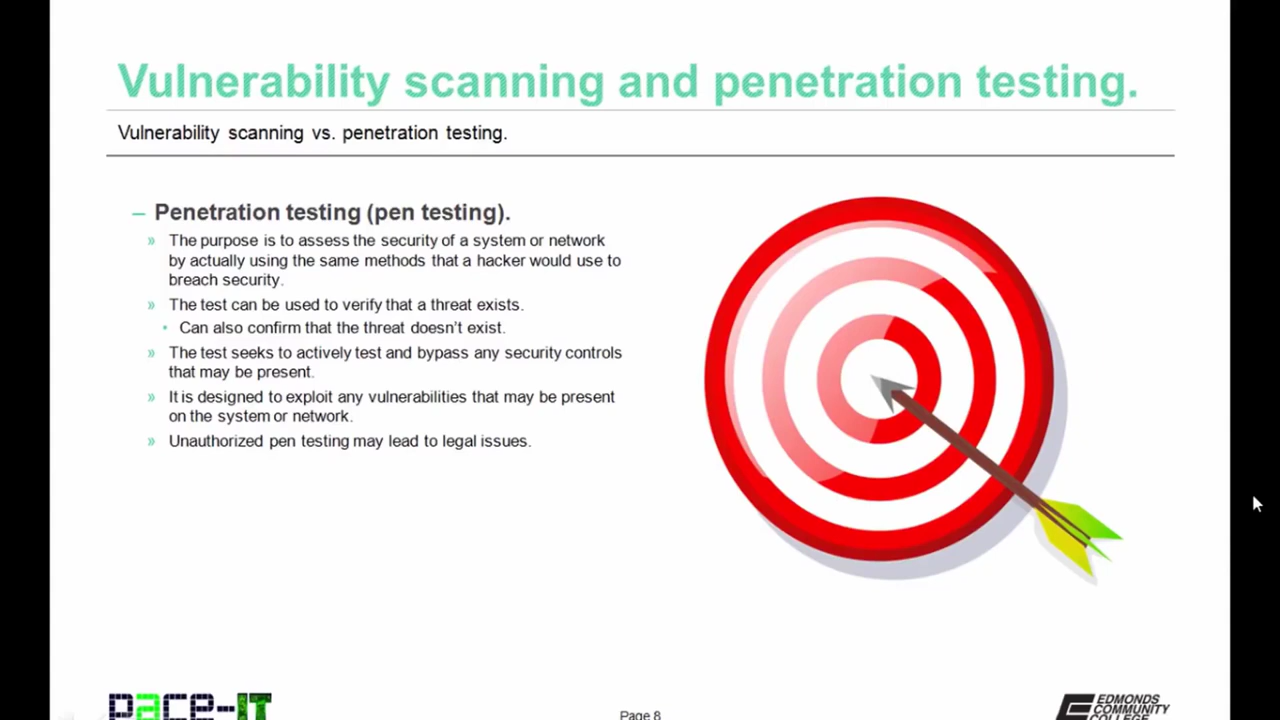 Vulnerability scanning and penetration testing.
Vulnerability scanning vs. penetration testing.
– Penetration testing (pen testing).
» The purpose is to assess the security of a system or network
by actually using the same methods that a hacker would use to
breach security.
» The test can be used to verify that a threat exists.
• Can also confirm that the threat doesn't exist.
» The test seeks to actively test and bypass any security controls
that may be present.
» It is designed to exploit any vulnerabilities that may be present
on the system or network.
» Unauthorized pen testing may lead to legal issues.
pace-IT
Page 8
EDMONDS
COMMUNITY
COLLEGE